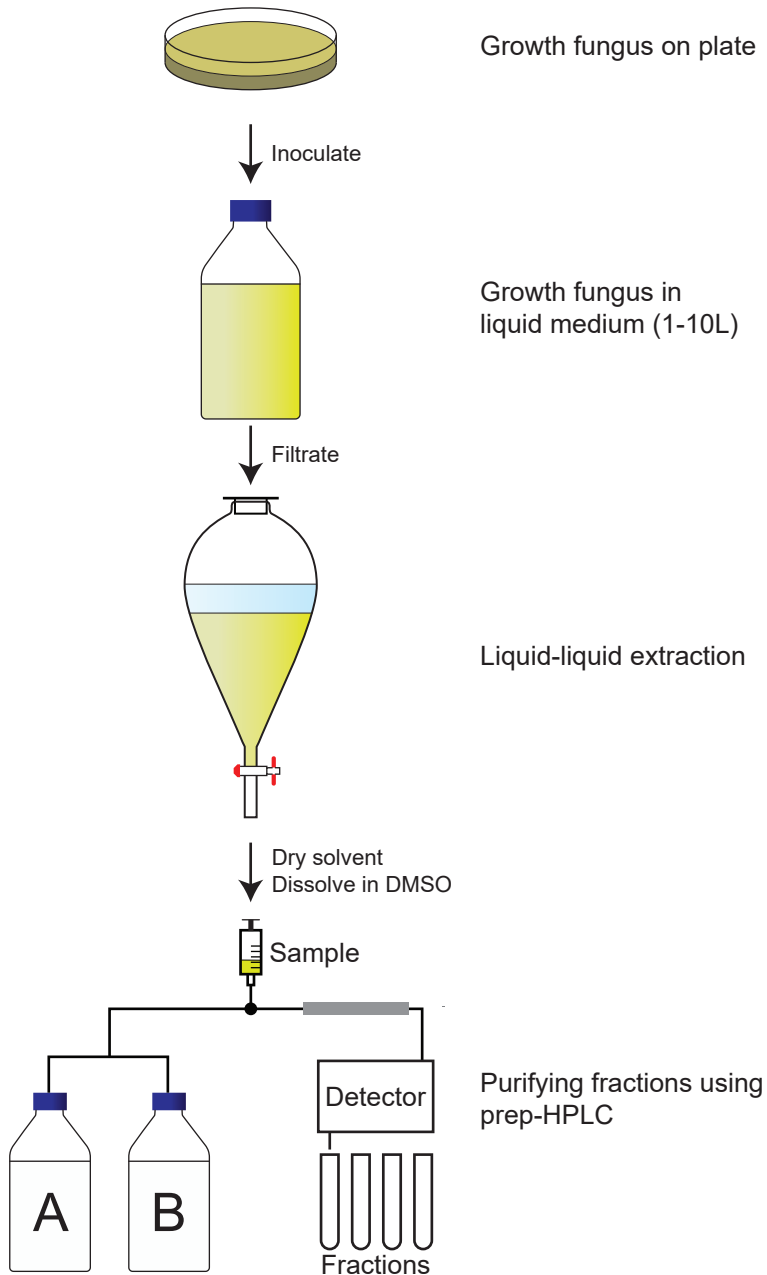 Growth fungus on plate
Inoculate
Growth fungus in
liquid medium (1-10L)
Filtrate
Liquid-liquid extraction
Dry solvent
Dissolve in DMSO
Sample
Purifying fractions using
prep-HPLC
Detector
A
B
Fractions